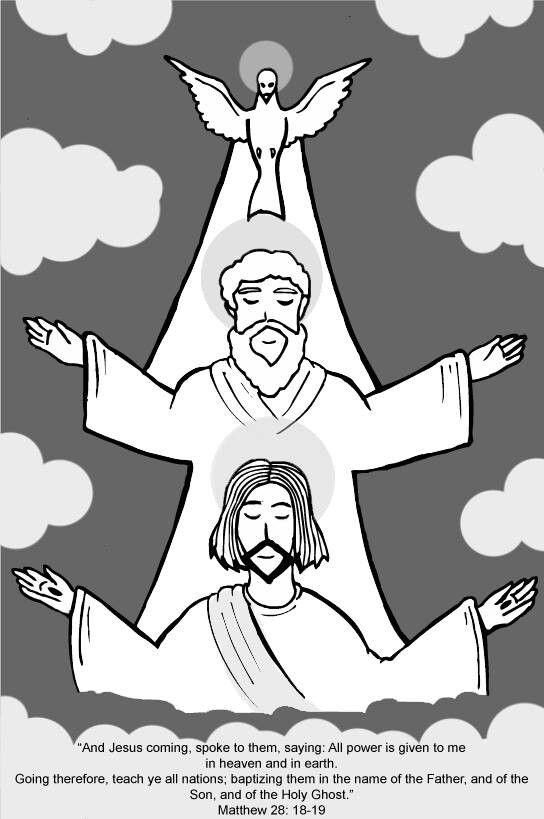 “And Jesus coming, spoke to them, saying: All power is given to me
in heaven and in earth.
Going therefore, teach ye all nations; baptizing them in the name of the Father, and of the
Son, and of the Holy Ghost.”
Matthew 28: 18-19